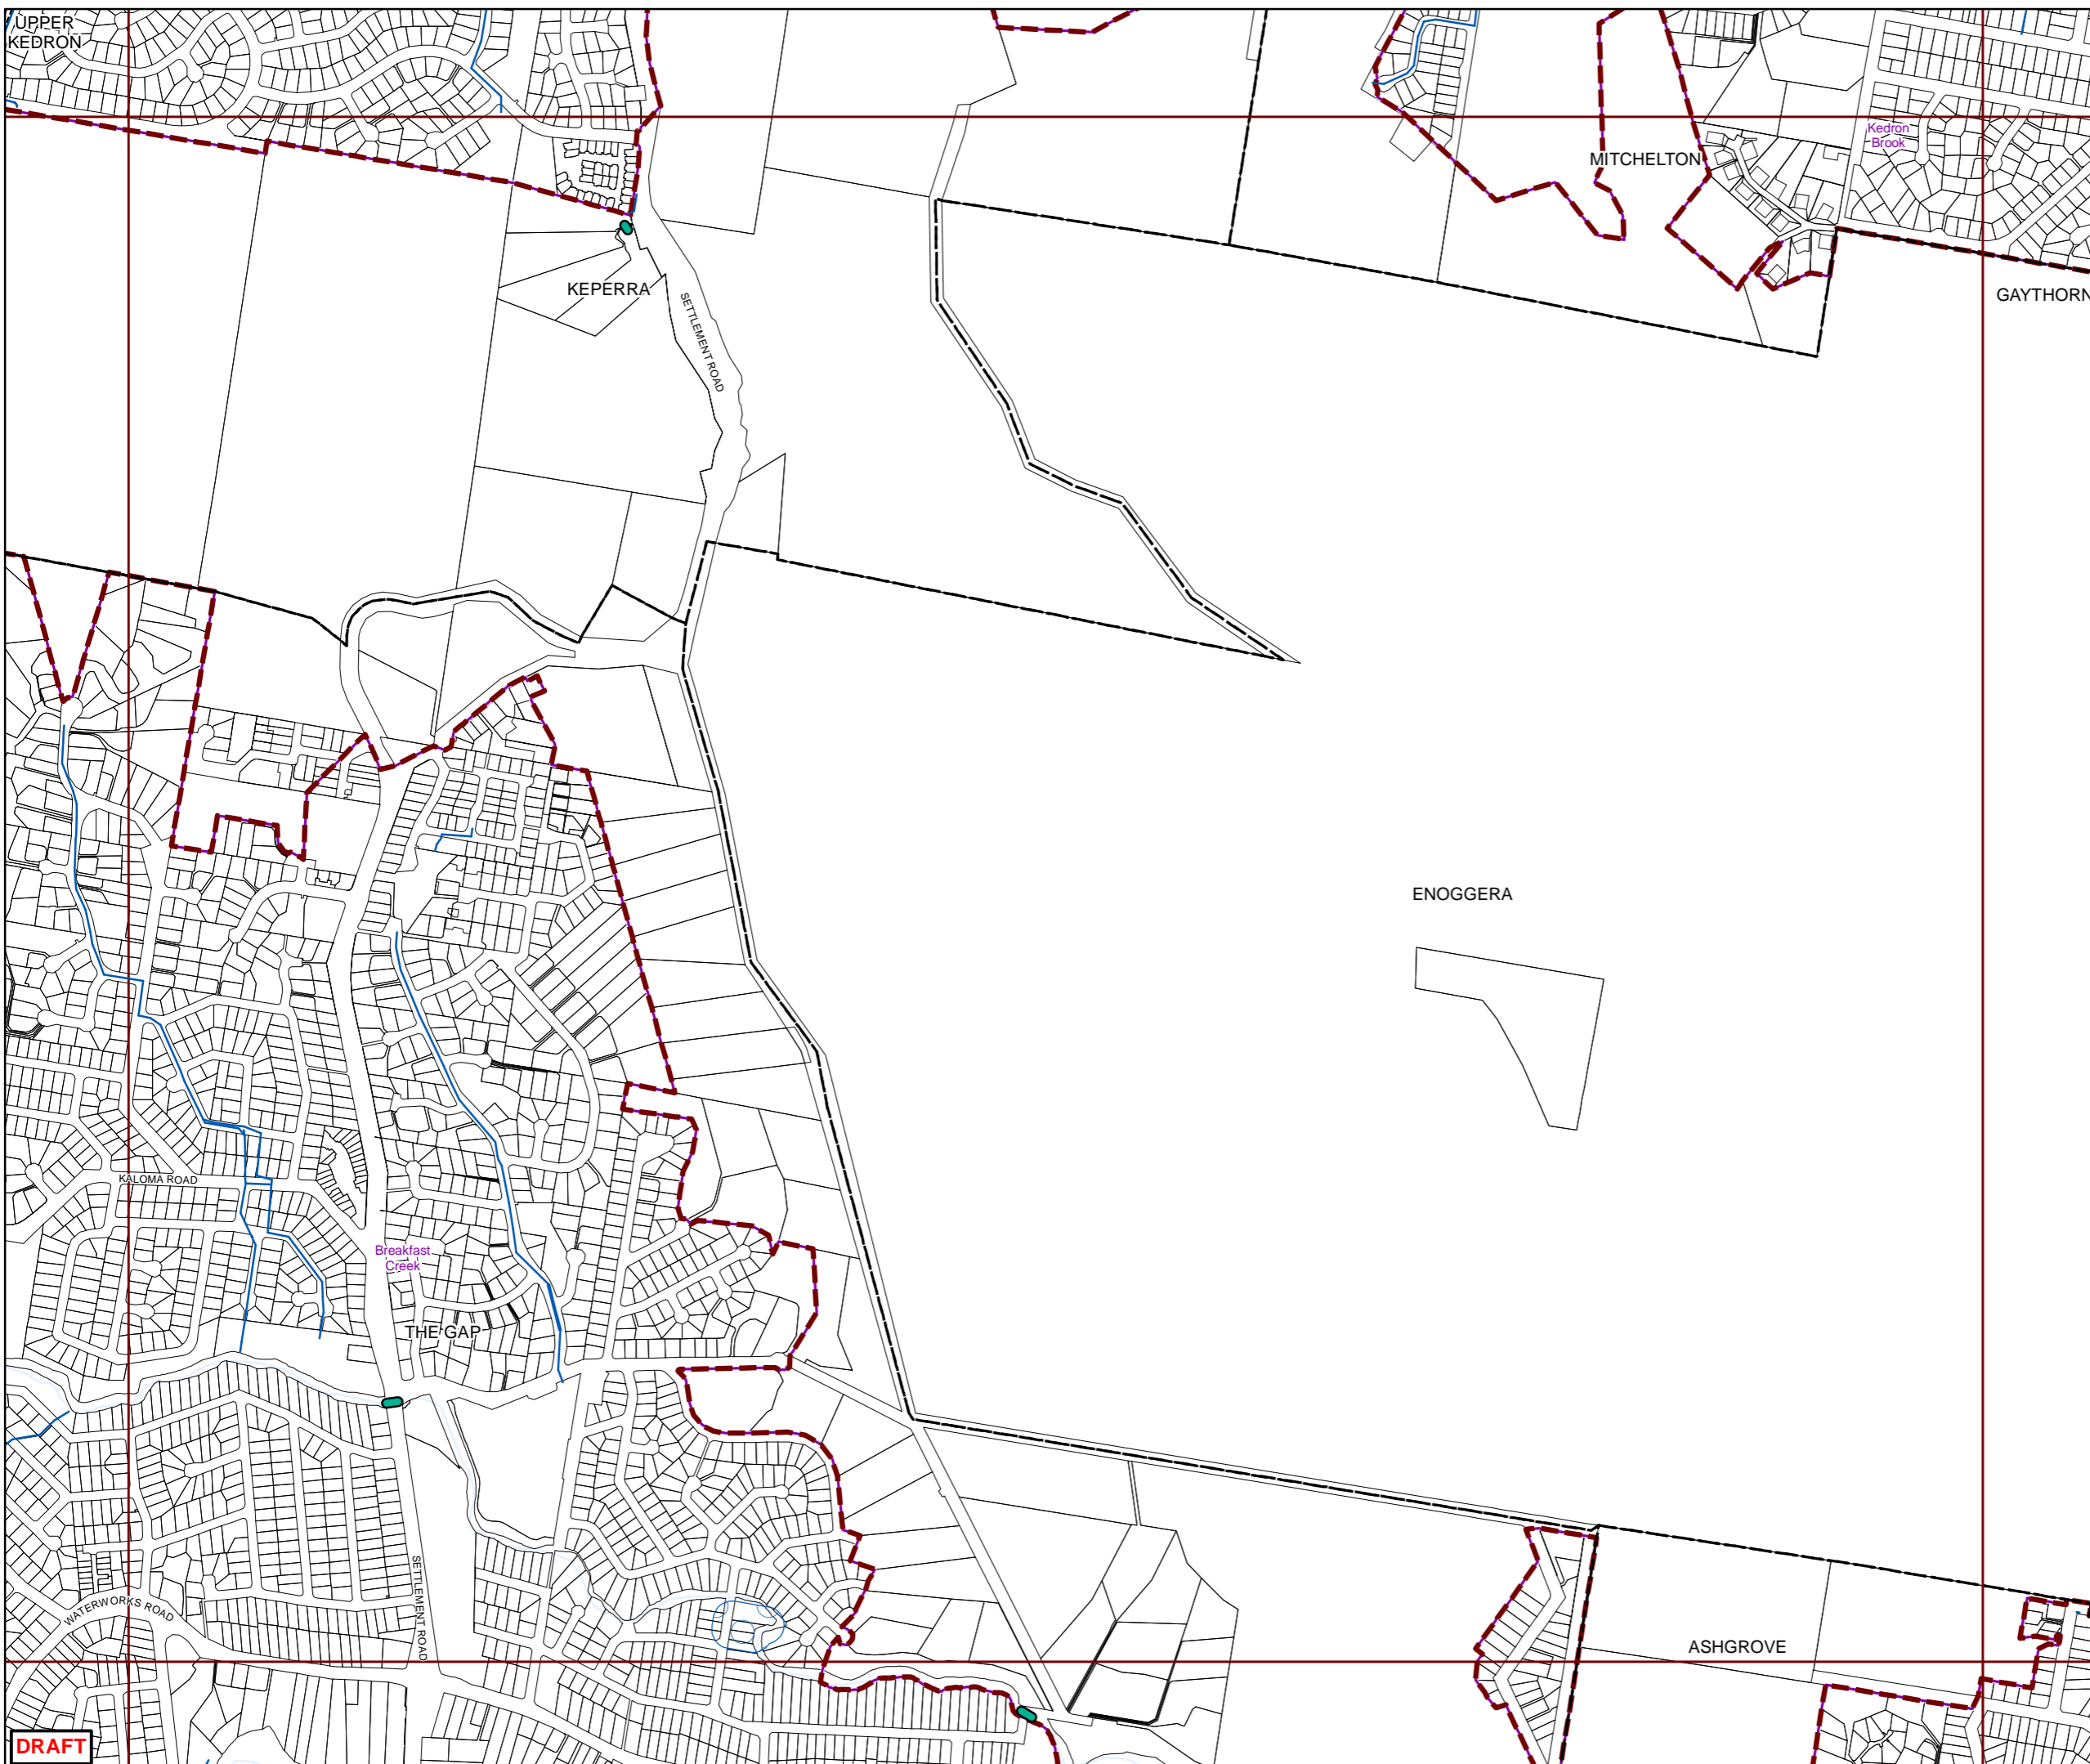 UPPER
KEDRON
Kedron
Brook
MITCHELTON
KEPERRA
GAYTHORN
SETTLEMENT ROAD
ENOGGERA
KALOMA ROAD
Breakfast
Creek
THE GAP
SETTLEMENT ROAD
WATERWORKS ROAD
ASHGROVE
DRAFT